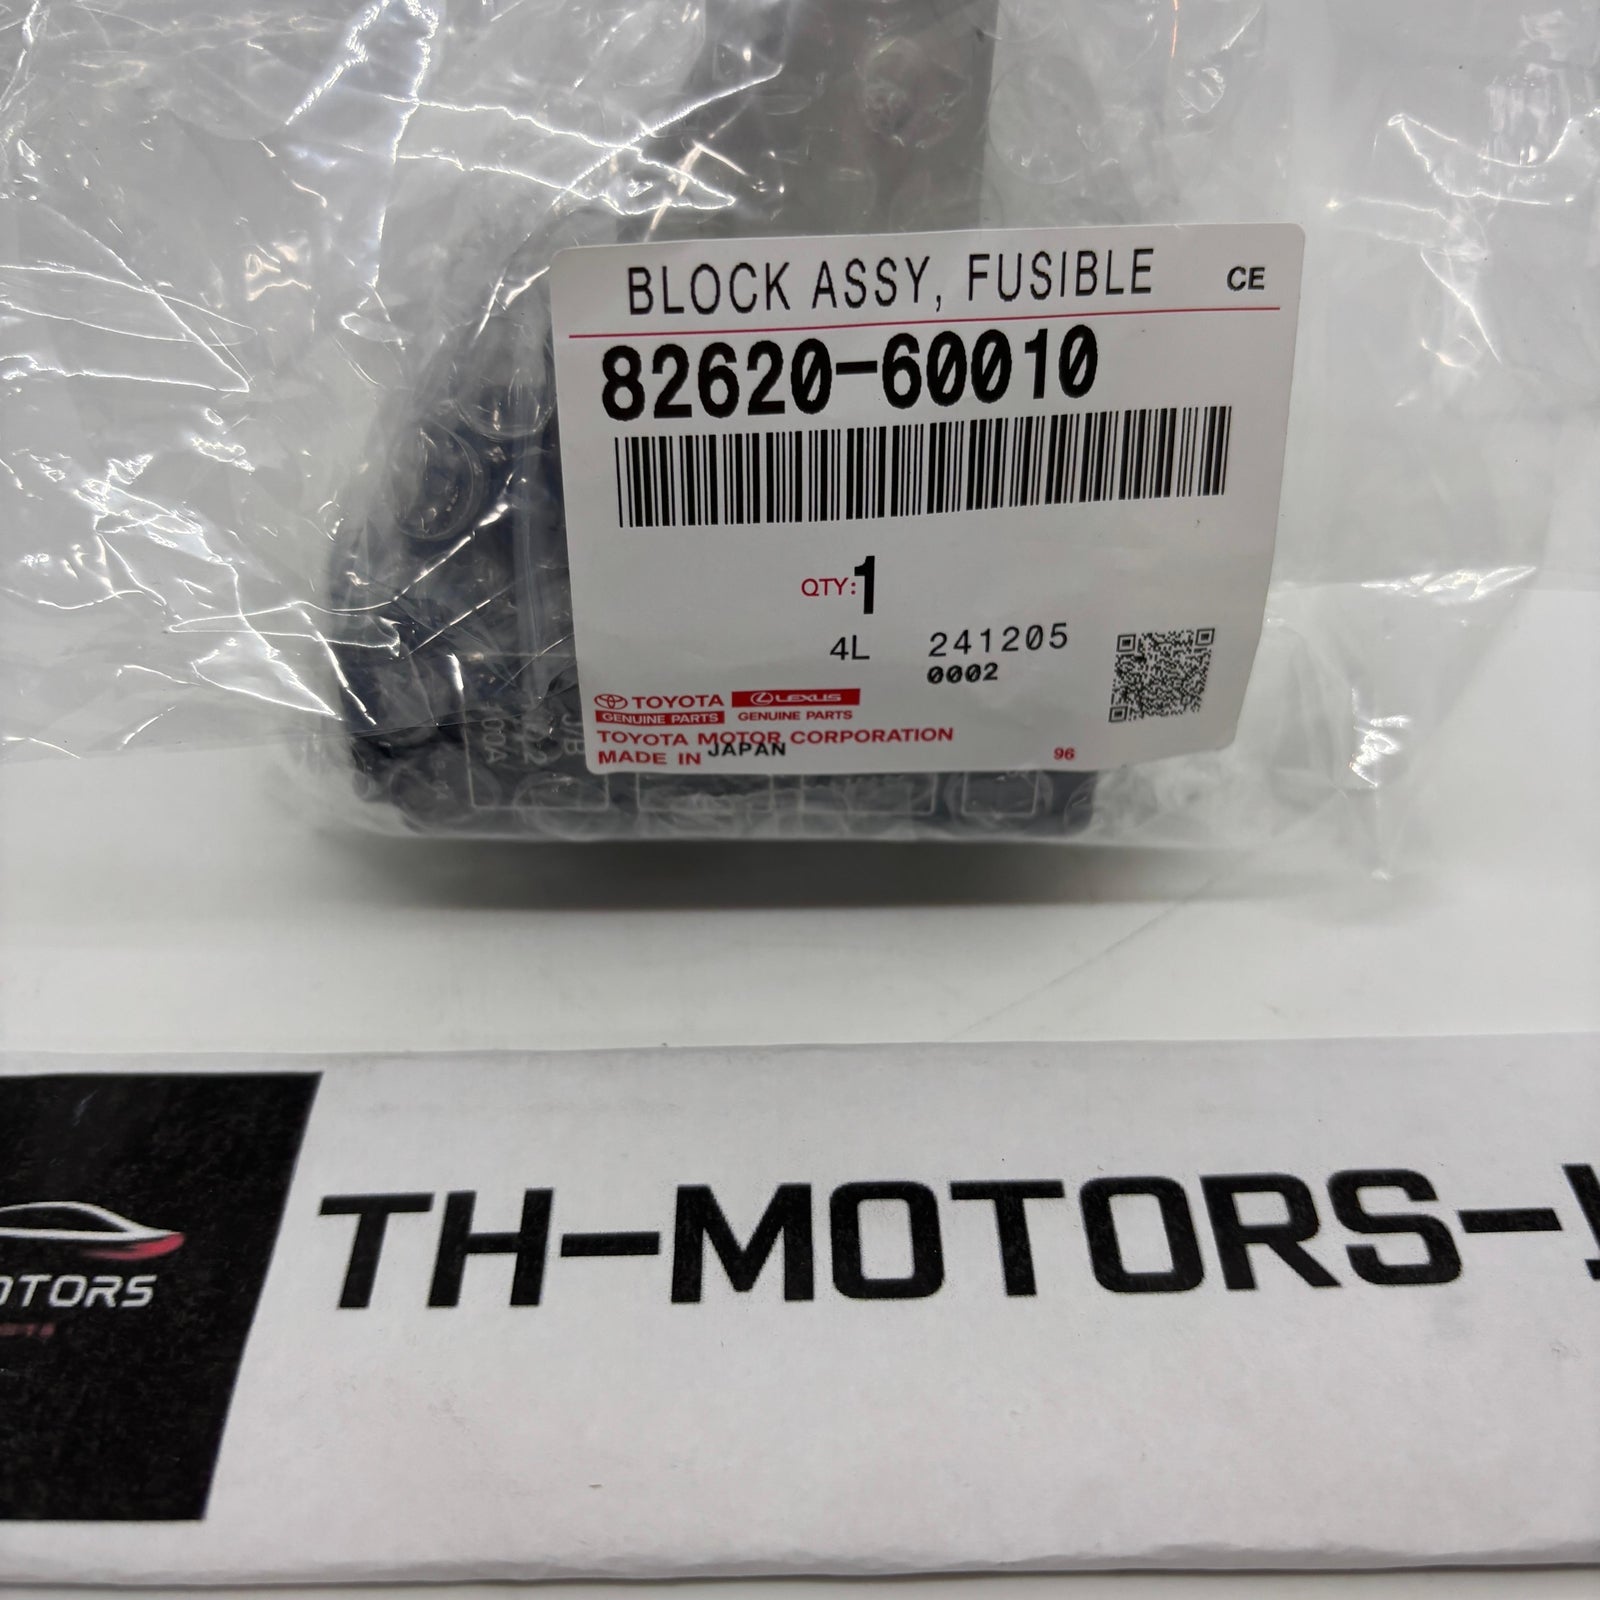 BLOCK ASSY, FUSIBLE CE
82620-60010
QTY: 1
4L 241205
0002
TOYOTA LEXUS
GENUINE PARTS GENUINE PARTS
TOYOTA MOTOR CORPORATION
MADE IN JAPAN 96
J/B
100A
TH-MOTORS-
OTORS